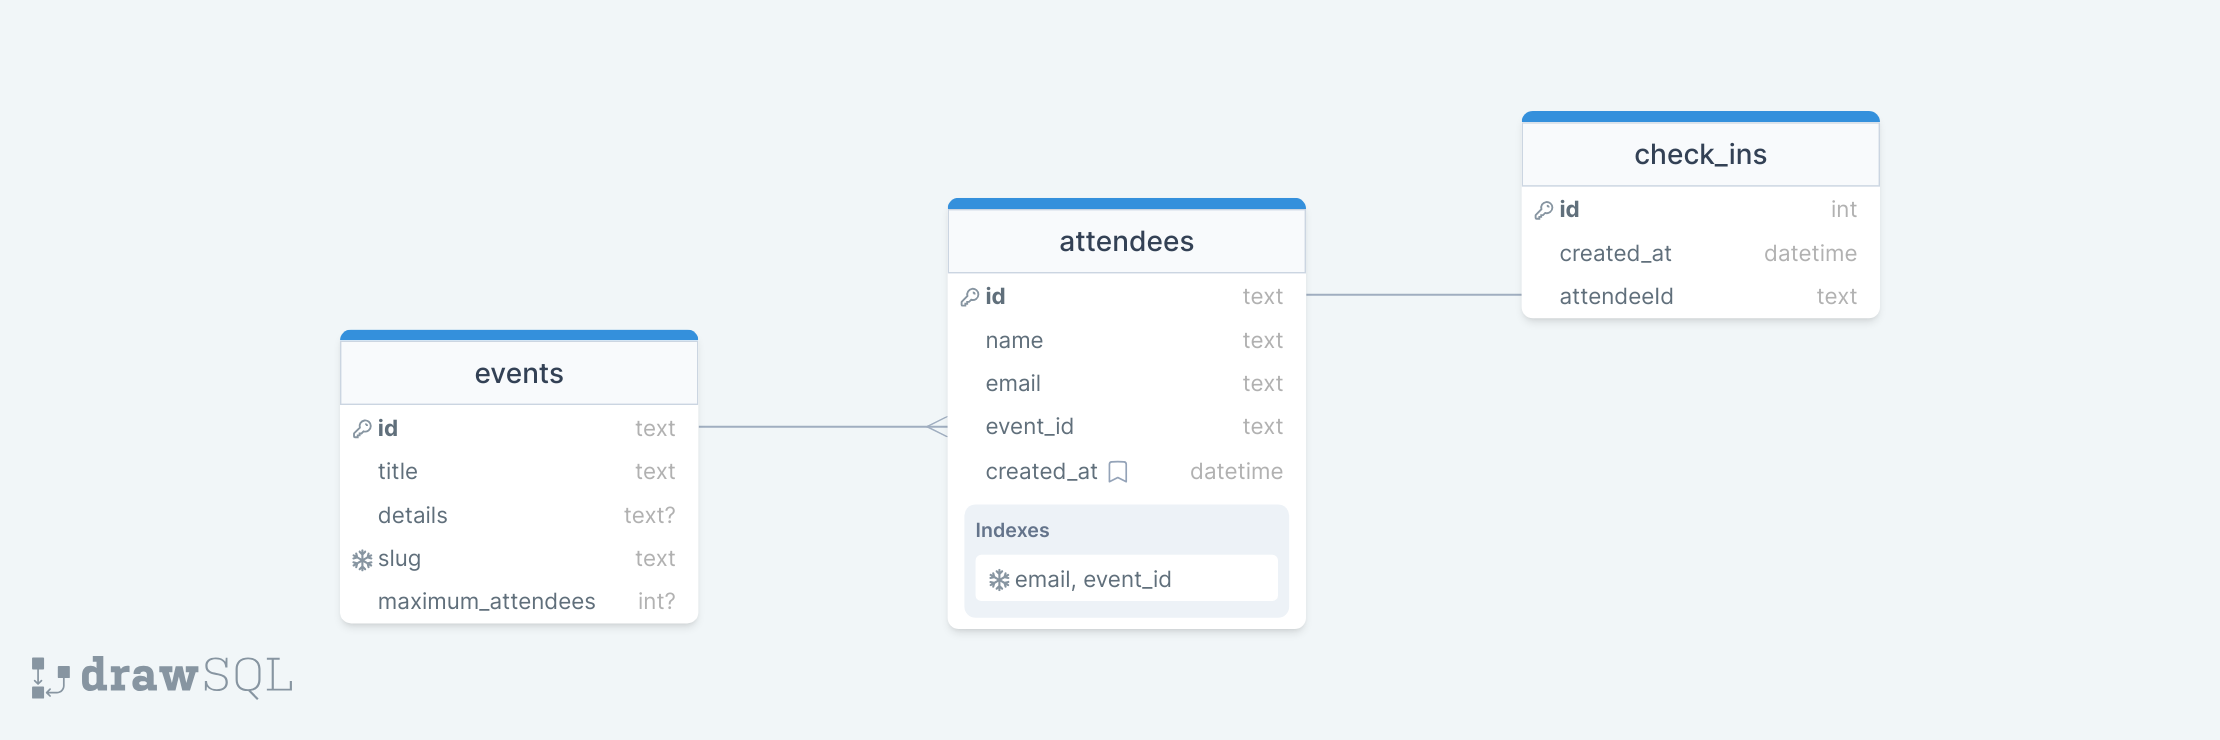 events
id text
title text
details text?
slug text
maximum_attendees int?
attendees
id text
name text
email text
event_id text
created_at datetime
Indexes
email, event_id
check_ins
id int
created_at datetime
attendeeId text
drawSQL